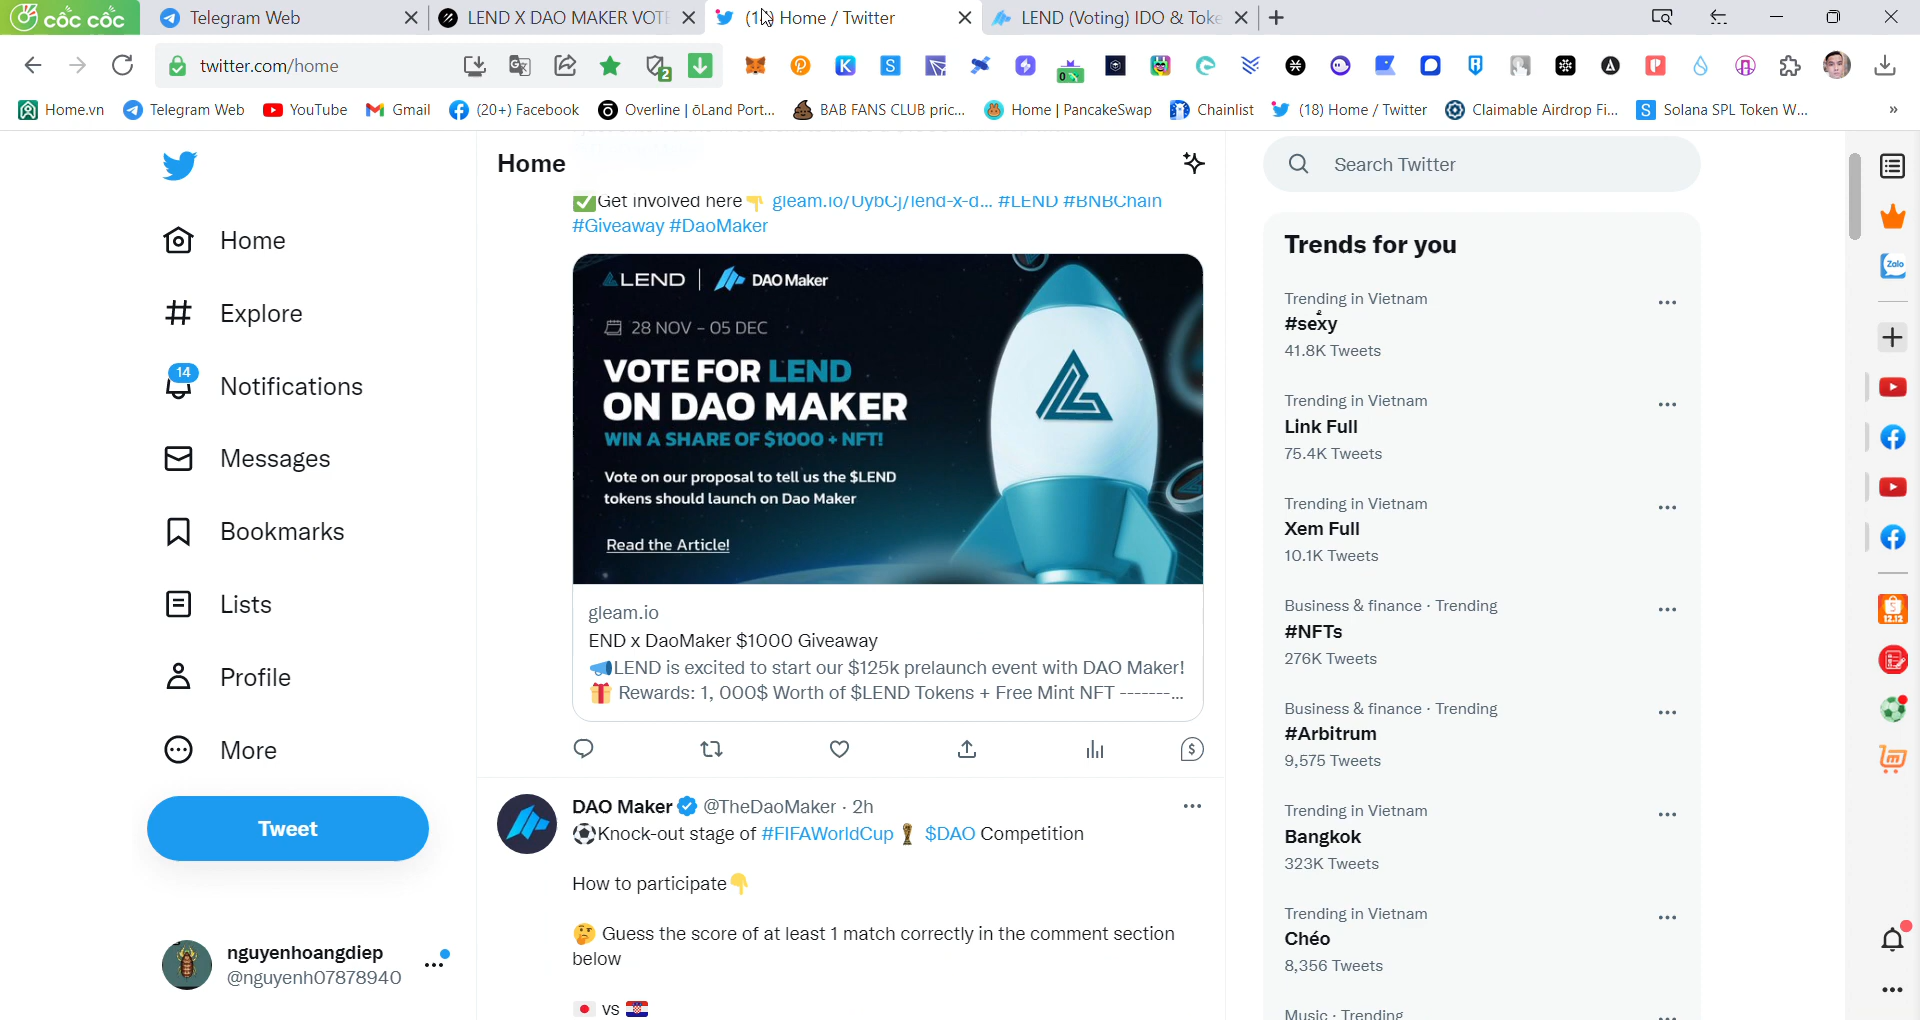 cốc cốc
Telegram Web
LEND X DAO MAKER VOTE
Home / Twitter
LEND (Voting) IDO & Toke
twitter.com/home
2
0
Home.vn
Telegram Web
YouTube
Gmail
(20+) Facebook
Overline | ōLand Port...
BAB FANS CLUB pric...
Home | PancakeSwap
Chainlist
(18) Home / Twitter
Claimable Airdrop Fi...
Solana SPL Token W...
»
Home
Search Twitter
Home
Explore
14
Notifications
Messages
Bookmarks
Lists
Profile
More
Tweet
nguyenhoangdiep
@nguyenh07878940
✅Get involved here👇 gleam.io/UybCj/lend-x-d... #LEND #BNBChain
#Giveaway #DaoMaker
LEND | DAO Maker
28 NOV – 05 DEC
VOTE FOR LEND
ON DAO MAKER
WIN A SHARE OF $1000 + NFT!
Vote on our proposal to tell us the $LEND
tokens should launch on Dao Maker
Read the Article!
gleam.io
END x DaoMaker $1000 Giveaway
📣LEND is excited to start our $125k prelaunch event with DAO Maker!
🎁 Rewards: 1, 000$ Worth of $LEND Tokens + Free Mint NFT -------...
DAO Maker @TheDaoMaker · 2h
⚽Knock-out stage of #FIFAWorldCup🏆 $DAO Competition
How to participate👇
🤔 Guess the score of at least 1 match correctly in the comment section
below
🇯🇵 vs 🇭🇷
Trends for you
Trending in Vietnam
#sểxy
41.8K Tweets
Trending in Vietnam
Link Full
75.4K Tweets
Trending in Vietnam
Xem Full
10.1K Tweets
Business & finance · Trending
#NFTs
276K Tweets
Business & finance · Trending
#Arbitrum
9,575 Tweets
Trending in Vietnam
Bangkok
323K Tweets
Trending in Vietnam
Chéo
8,356 Tweets
Music · Trending
Zalo
12.12